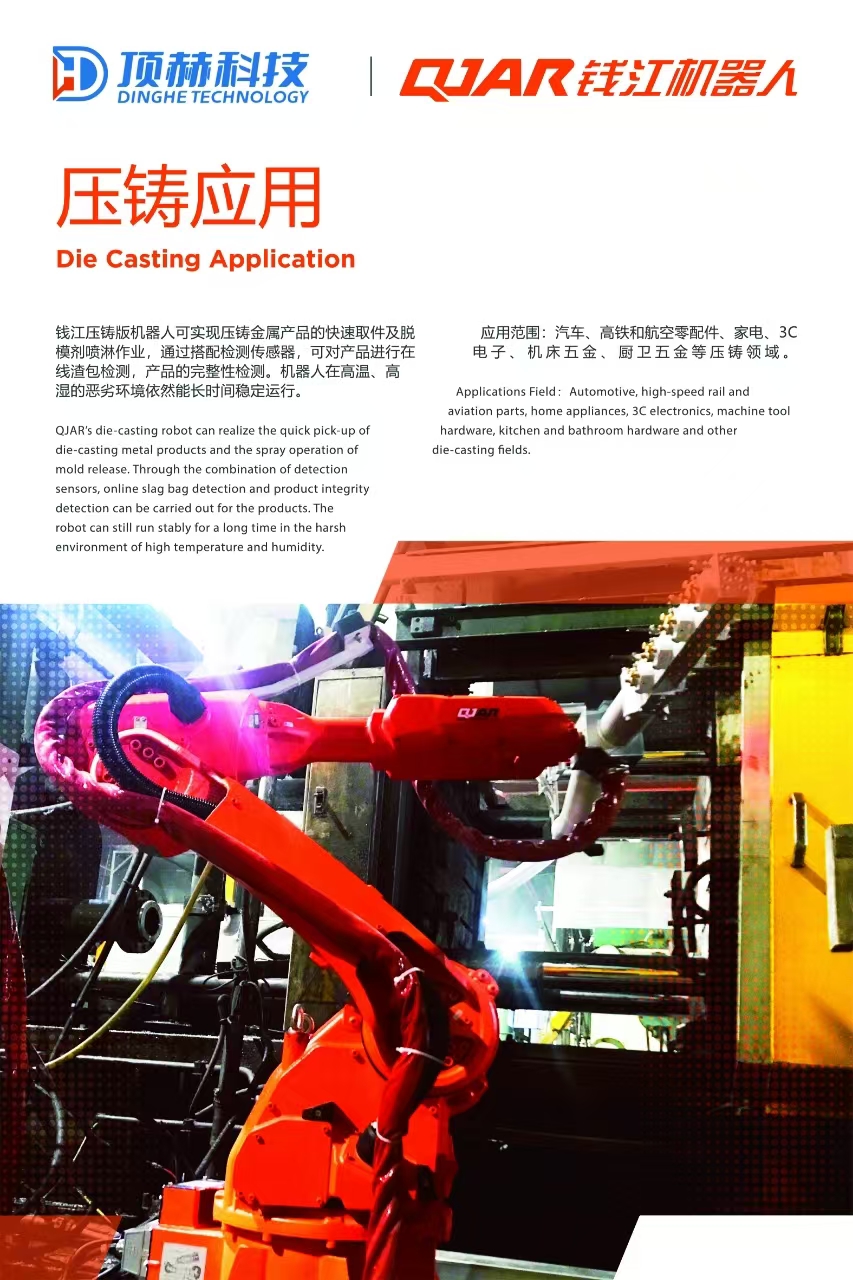 顶赫科技
DINGHE TECHNOLOGY
QJAR 钱江机器人
压铸应用
Die Casting Application
钱江压铸版机器人可实现压铸金属产品的快速取件及脱
模剂喷淋作业，通过搭配检测传感器，可对产品进行在
线渣包检测，产品的完整性检测。机器人在高温、高
湿的恶劣环境依然能长时间稳定运行。
QJAR’s die-casting robot can realize the quick pick-up of
die-casting metal products and the spray operation of
mold release. Through the combination of detection
sensors, online slag bag detection and product integrity
detection can be carried out for the products. The
robot can still run stably for a long time in the harsh
environment of high temperature and humidity.
应用范围：汽车、高铁和航空零配件、家电、3C
电子、机床五金、厨卫五金等压铸领域。
Applications Field： Automotive, high-speed rail and
aviation parts, home appliances, 3C electronics, machine tool
hardware, kitchen and bathroom hardware and other
die-casting fields.
QJAR